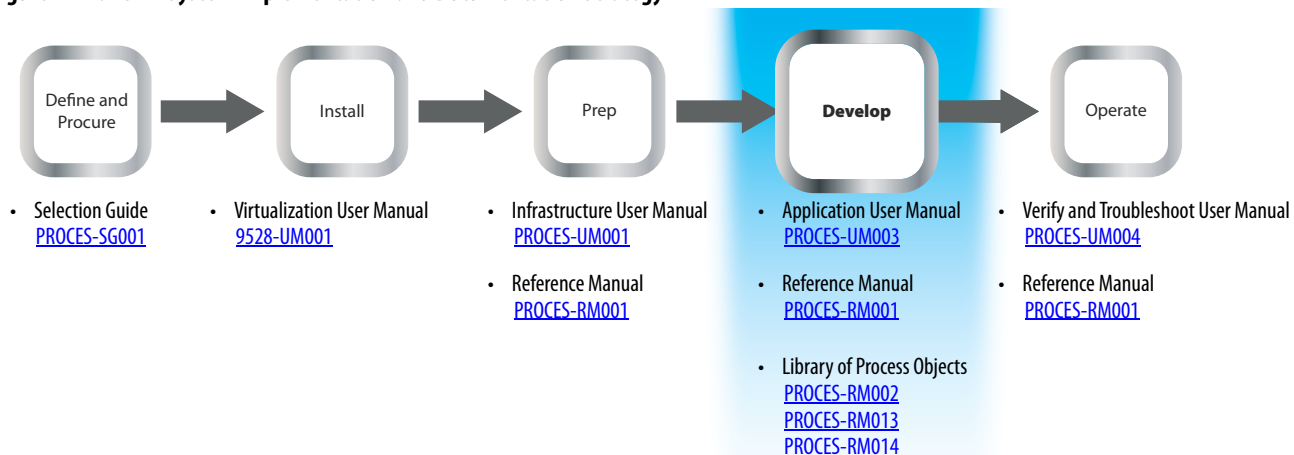 Define and
Procure
Install
Prep
Develop
Operate
• Selection Guide
PROCES-SG001
• Virtualization User Manual
9528-UM001
• Infrastructure User Manual
PROCES-UM001
• Reference Manual
PROCES-RM001
• Application User Manual
PROCES-UM003
• Reference Manual
PROCES-RM001
• Library of Process Objects
PROCES-RM002
PROCES-RM013
PROCES-RM014
• Verify and Troubleshoot User Manual
PROCES-UM004
• Reference Manual
PROCES-RM001